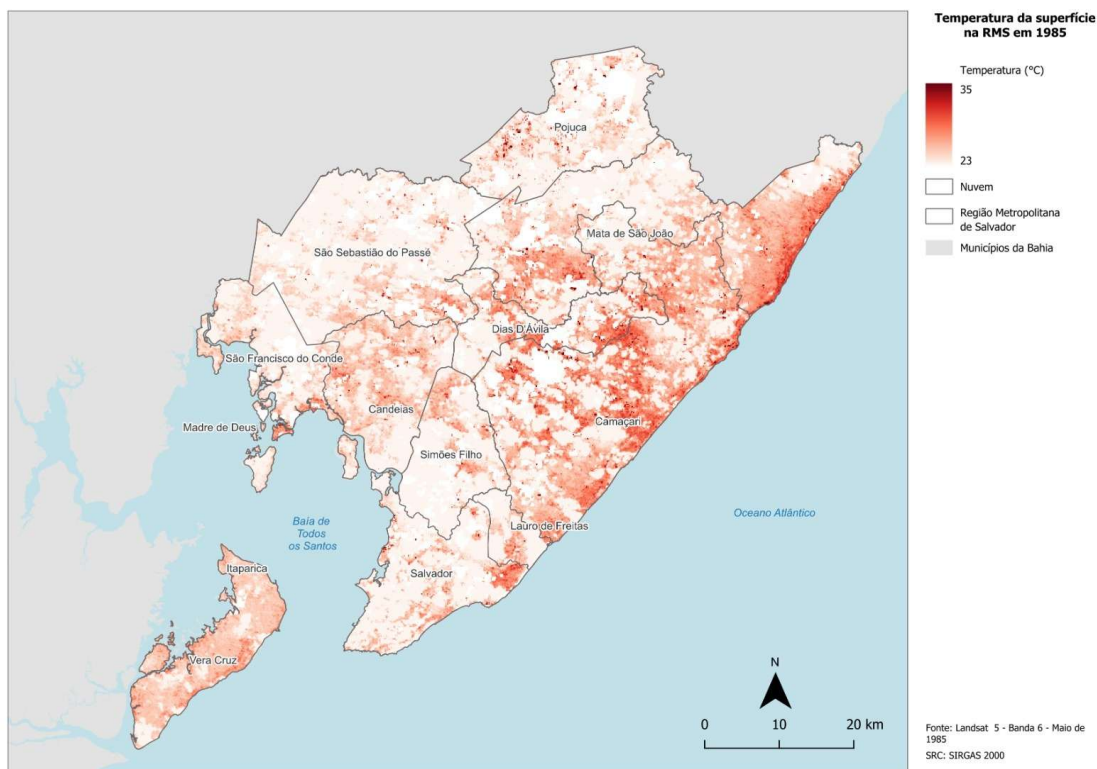 Temperatura da superfície
na RMS em 1985
Temperatura (°C)
35
23
Nuvem
Região Metropolitana
de Salvador
Municípios da Bahia
Pojuca
Mata de São João
São Sebastião do Passé
Dias D'Ávila
São Francisco do Conde
Candeias
Camaçari
Madre de Deus
Simões Filho
Baía de
Todos
os Santos
Oceano Atlântico
Lauro de Freitas
Itaparica
Salvador
Vera Cruz
N
0 10 20 km
Fonte: Landsat 5 - Banda 6 - Maio de
1985
SRC: SIRGAS 2000